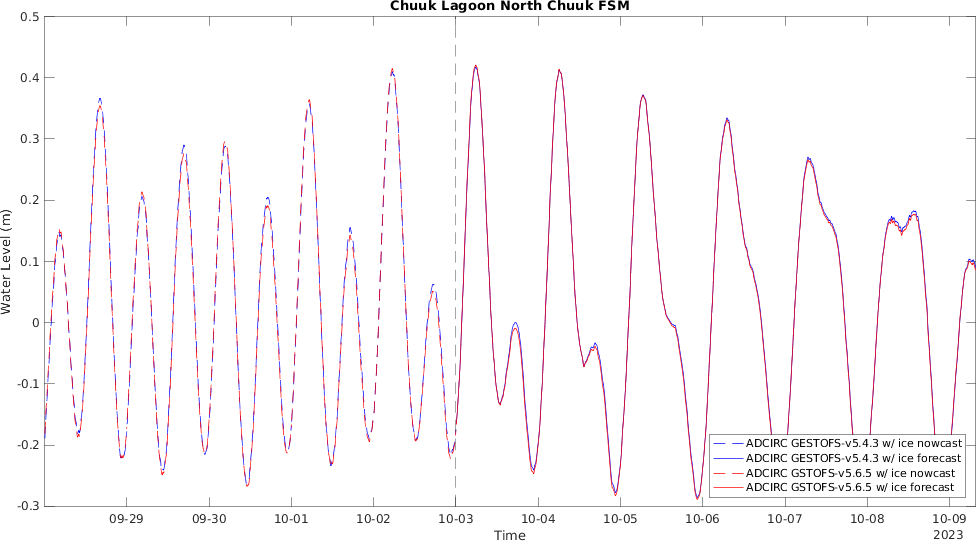 Chuuk Lagoon North Chuuk FSM
0.5
0.4
0.3
0.2
0.1
0
-0.1
-0.2
-0.3
Water Level (m)
ADCIRC GESTOFS-v5.4.3 w/ ice nowcast
ADCIRC GESTOFS-v5.4.3 w/ ice forecast
ADCIRC GSTOFS-v5.6.5 w/ ice nowcast
ADCIRC GSTOFS-v5.6.5 w/ ice forecast
09-29 09-30 10-01 10-02 10-03 10-04 10-05 10-06 10-07 10-08 10-09
Time
2023